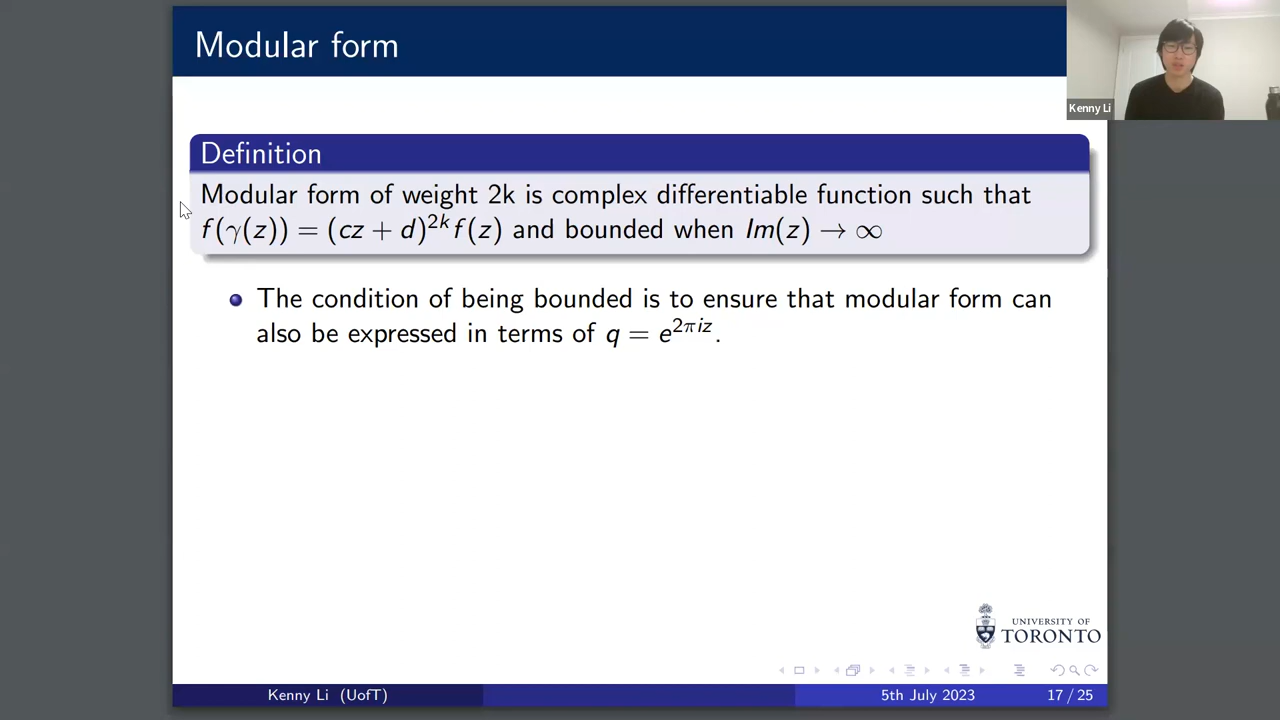 Modular form
Kenny Li
Definition
Modular form of weight 2k is complex differentiable function such that
f(γ(z)) = (cz + d)^{2k} f(z) and bounded when Im(z) → ∞
The condition of being bounded is to ensure that modular form can
also be expressed in terms of q = e^{2πiz}.
UNIVERSITY OF
TORONTO
Kenny Li (UofT)
5th July 2023
17 / 25